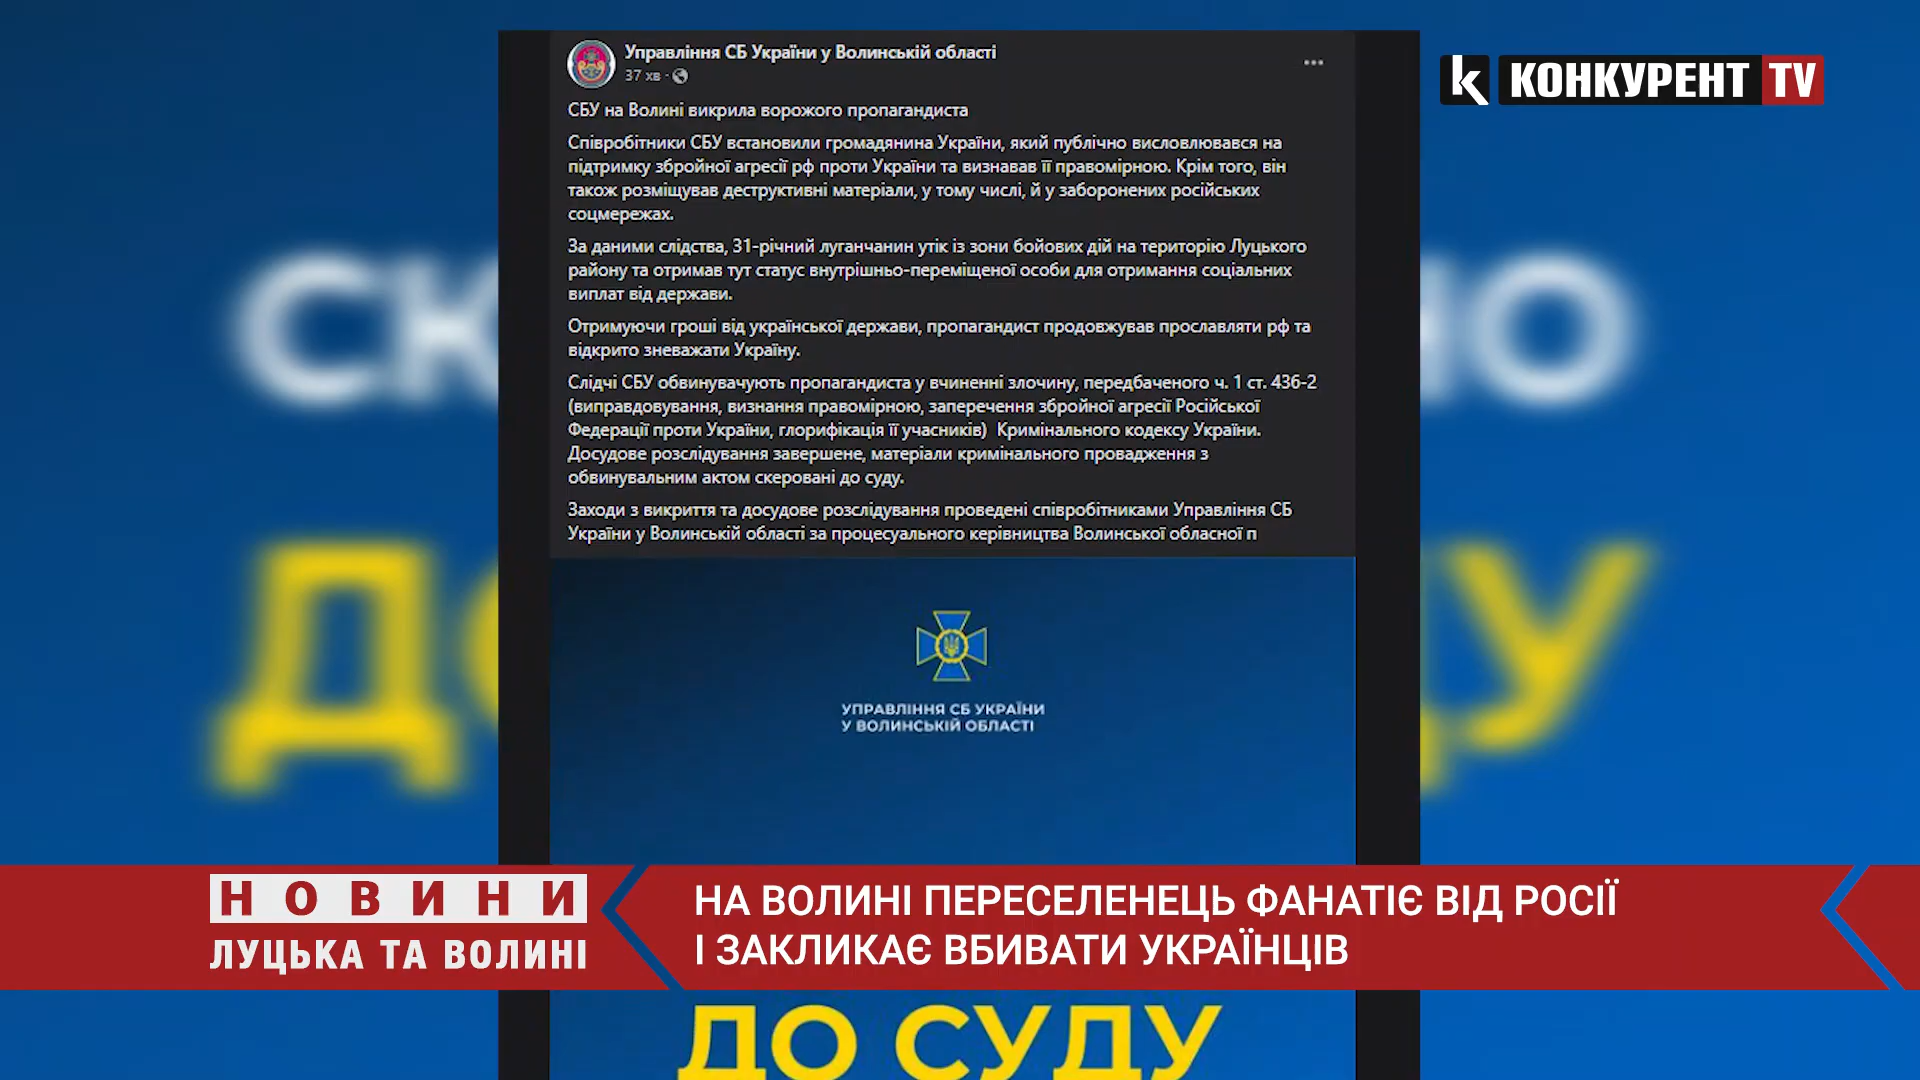 Управління СБ України у Волинській області
37 хв ·
КОНКУРЕНТ TV
СБУ на Волині викрила ворожого пропагандиста
Співробітники СБУ встановили громадянина України, який публічно висловлювався на
підтримку збройної агресії рф проти України та визнавав її правомірною. Крім того, він
також розміщував деструктивні матеріали, у тому числі, й у заборонених російських
соцмережах.
За даними слідства, 31-річний луганчанин утік із зони бойових дій на територію Луцького
району та отримав тут статус внутрішньо-переміщеної особи для отримання соціальних
виплат від держави.
Отримуючи гроші від української держави, пропагандист продовжував прославляти рф та
відкрито зневажати Україну.
Слідчі СБУ обвинувачують пропагандиста у вчиненні злочину, передбаченого ч. 1 ст. 436-2
(виправдовування, визнання правомірною, заперечення збройної агресії Російської
Федерації проти України, глорифікація її учасників) Кримінального кодексу України.
Досудове розслідування завершене, матеріали кримінального провадження з
обвинувальним актом скеровані до суду.
Заходи з викриття та досудове розслідування проведені співробітниками Управління СБ
України у Волинській області за процесуального керівництва Волинської обласної п
УПРАВЛІННЯ СБ УКРАЇНИ
У ВОЛИНСЬКІЙ ОБЛАСТІ
НОВИНИ
ЛУЦЬКА ТА ВОЛИНІ
НА ВОЛИНІ ПЕРЕСЕЛЕНЕЦЬ ФАНАТІЄ ВІД РОСІЇ
І ЗАКЛИКАЄ ВБИВАТИ УКРАЇНЦІВ
ДО СУДУ